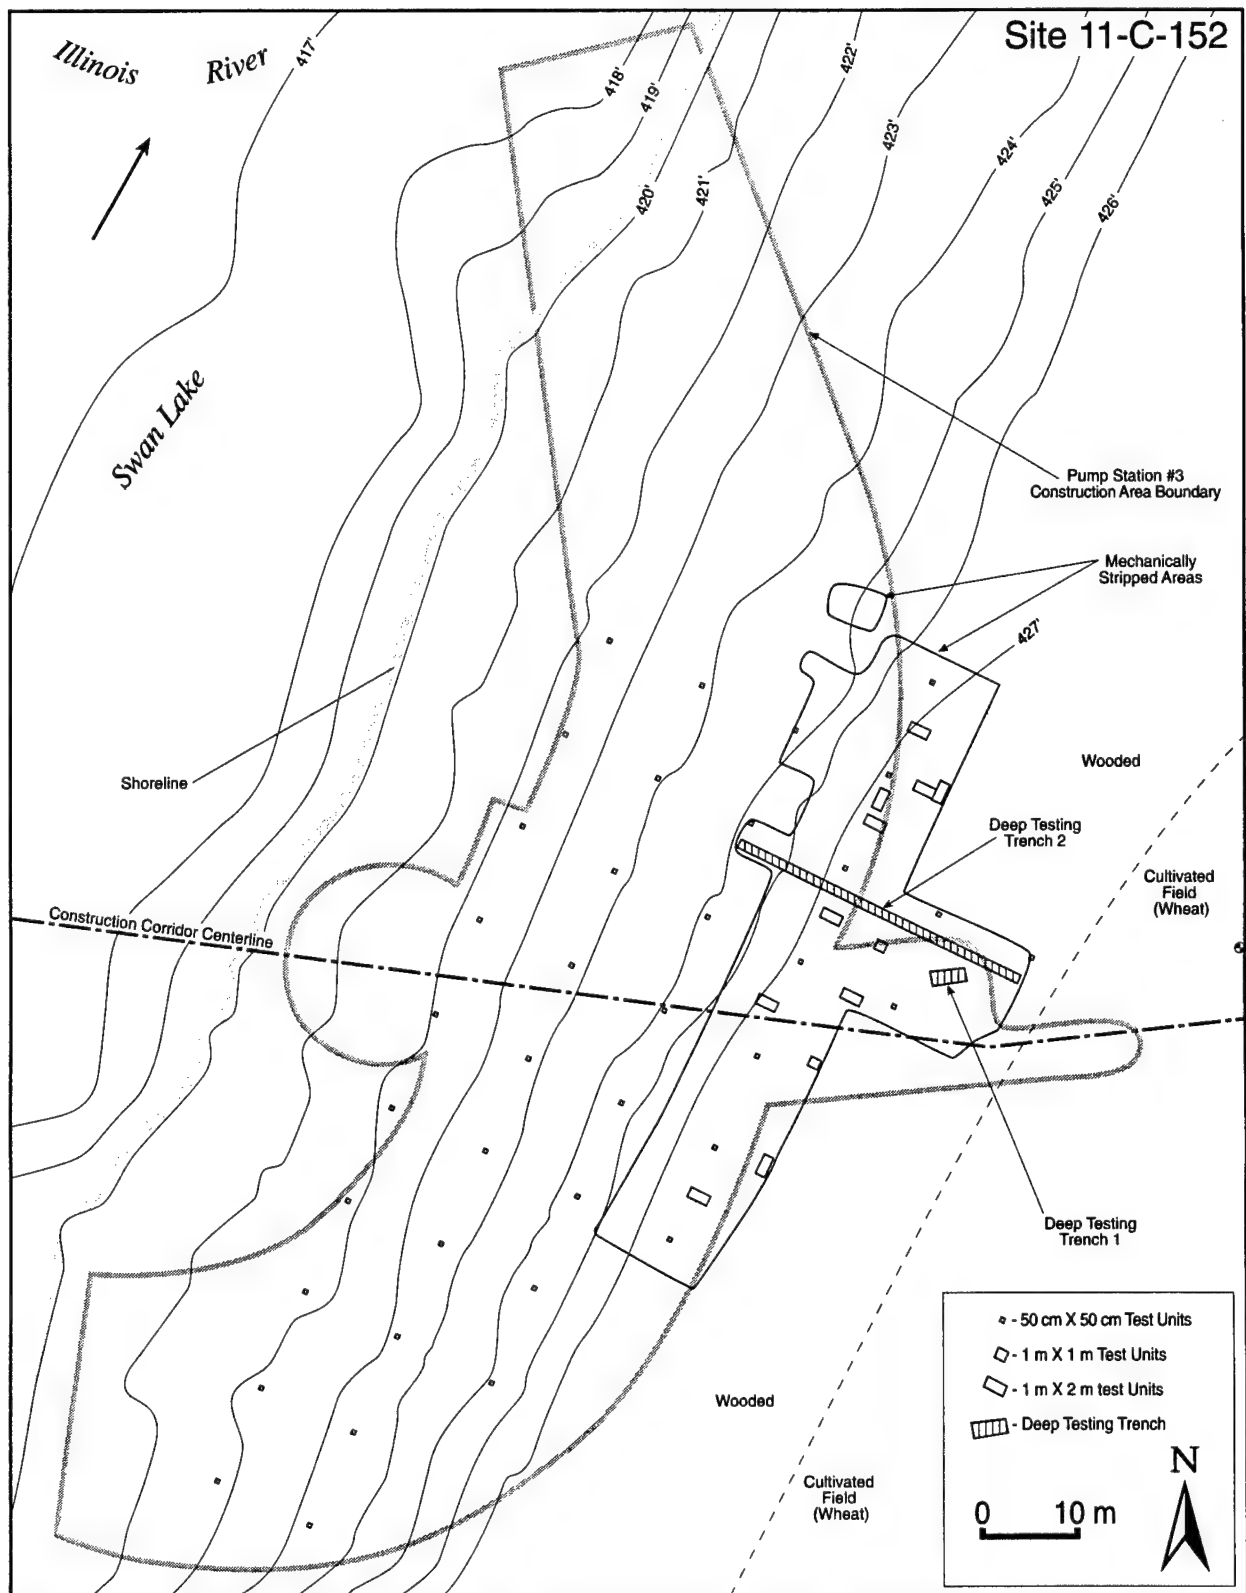 Site 11-C-152
Illinois River
417'
418'
419'
420'
421'
422'
423'
424'
425'
426'
Swan Lake
Pump Station #3
Construction Area Boundary
Mechanically
Stripped Areas
427'
Wooded
Shoreline
Deep Testing
Trench 2
Cultivated
Field
(Wheat)
Construction Corridor Centerline
Deep Testing
Trench 1
Wooded
Cultivated
Field
(Wheat)
- 50 cm X 50 cm Test Units
- 1 m X 1 m Test Units
- 1 m X 2 m test Units
- Deep Testing Trench
N
0 10 m